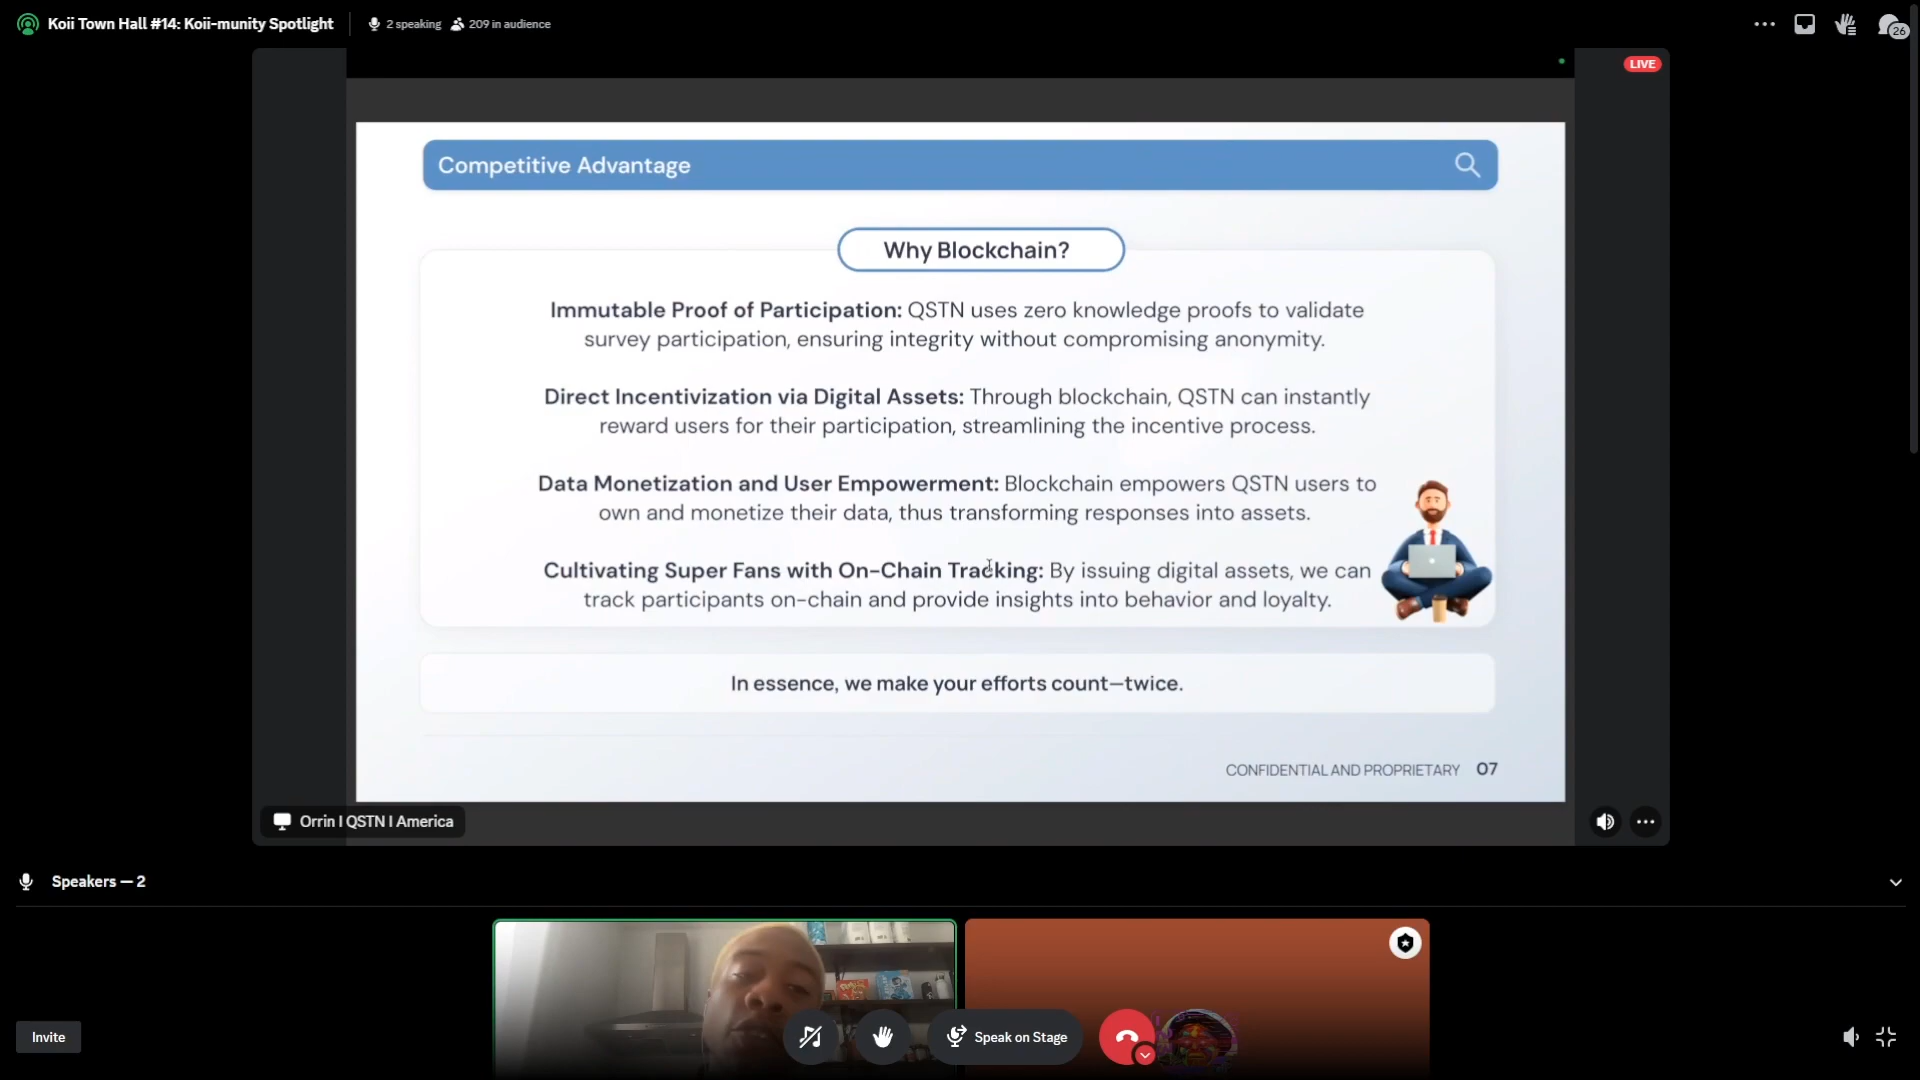 Koii Town Hall #14: Koii-munity Spotlight
2 speaking
209 in audience
26
LIVE
Competitive Advantage
Why Blockchain?
Immutable Proof of Participation: QSTN uses zero knowledge proofs to validate
survey participation, ensuring integrity without compromising anonymity.
Direct Incentivization via Digital Assets: Through blockchain, QSTN can instantly
reward users for their participation, streamlining the incentive process.
Data Monetization and User Empowerment: Blockchain empowers QSTN users to
own and monetize their data, thus transforming responses into assets.
Cultivating Super Fans with On-Chain Tracking: By issuing digital assets, we can
track participants on-chain and provide insights into behavior and loyalty.
In essence, we make your efforts count—twice.
CONFIDENTIAL AND PROPRIETARY 07
Orrin I QSTN I America
Speakers — 2
Invite
Speak on Stage